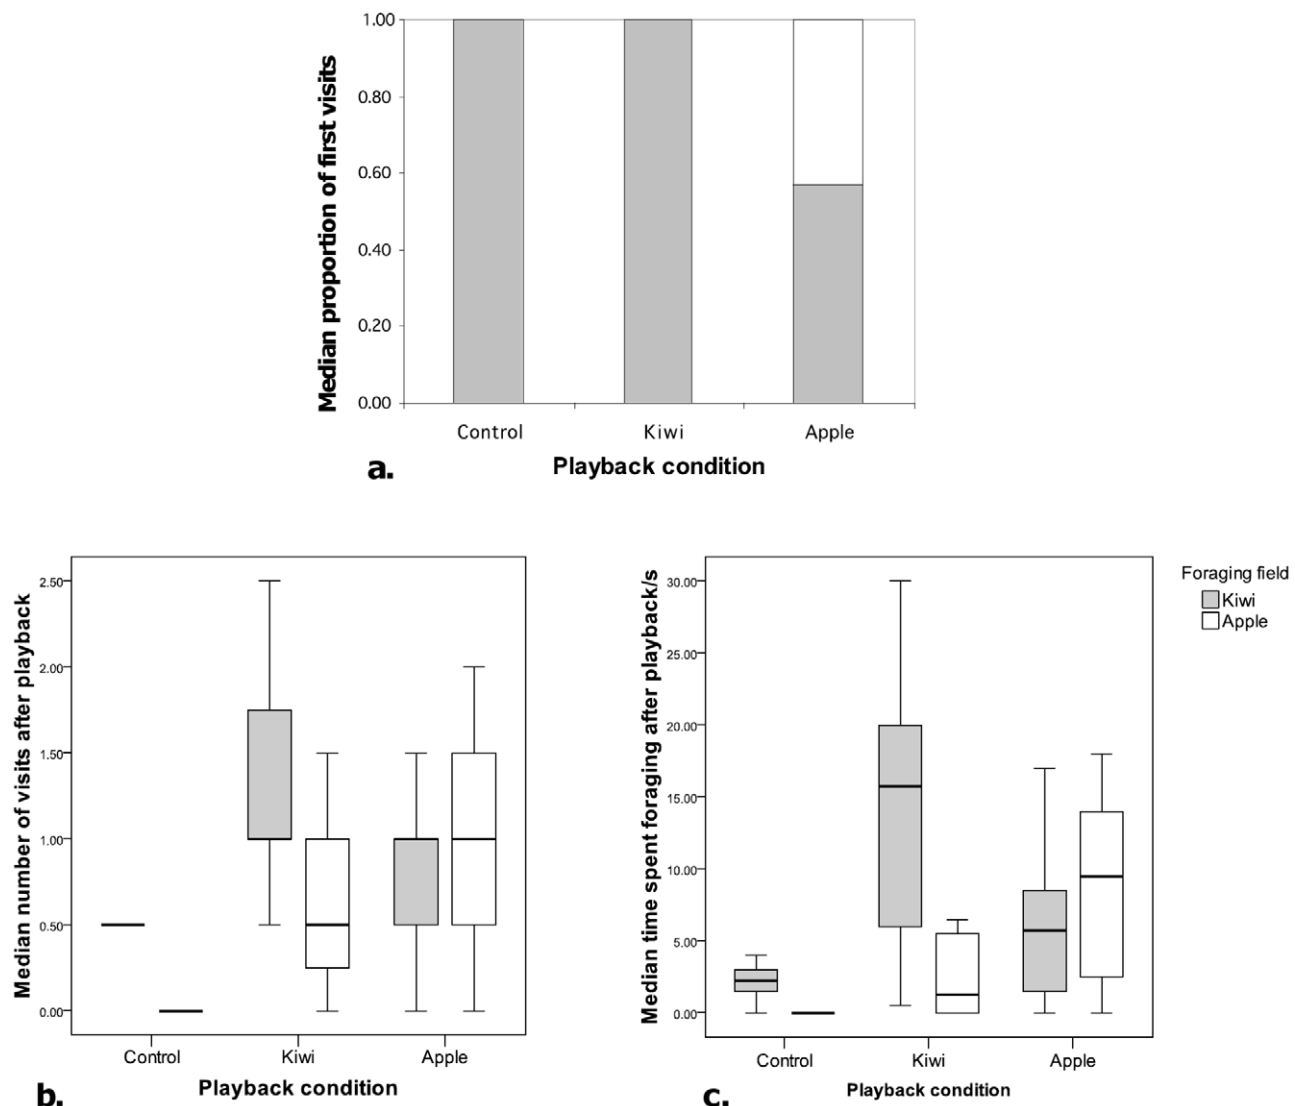 Median proportion of first visits
1.00
0.80
0.60
0.40
0.20
0.00
Control Kiwi Apple
a. Playback condition
Median number of visits after playback
2.50
2.00
1.50
1.00
0.50
0.00
Control Kiwi Apple
Playback condition
b.
Median time spent foraging after playback/s
30.00
25.00
20.00
15.00
10.00
5.00
0.00
Control Kiwi Apple
Playback condition
c.
Foraging field
Kiwi
Apple